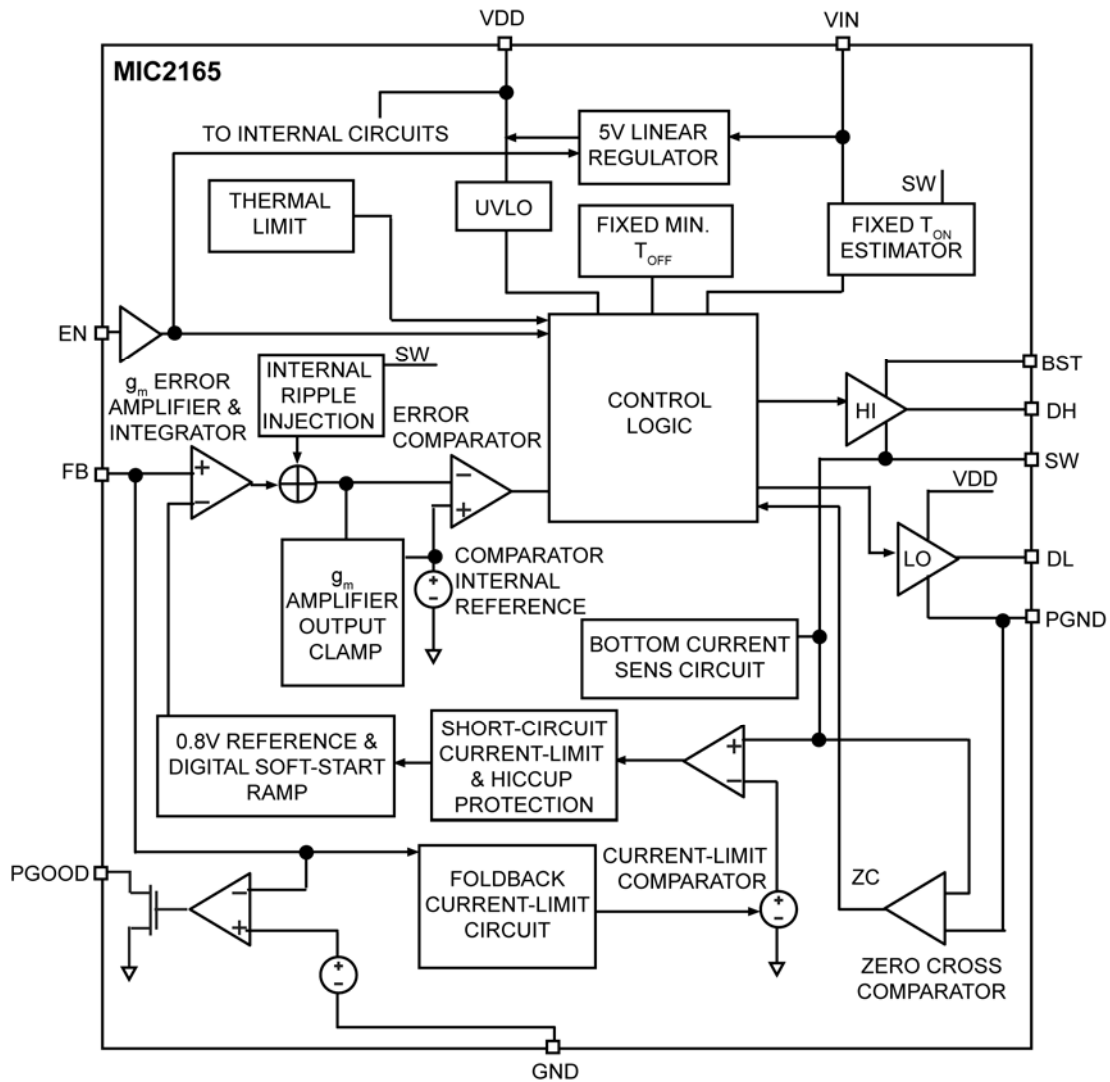 VDD
VIN
MIC2165
TO INTERNAL CIRCUITS
5V LINEAR
REGULATOR
SW
THERMAL
LIMIT
UVLO
FIXED MIN.
TOFF
FIXED TON
ESTIMATOR
EN
gm ERROR
AMPLIFIER &
INTEGRATOR
INTERNAL
RIPPLE
INJECTION
SW
ERROR
COMPARATOR
CONTROL
LOGIC
HI
BST
DH
SW
FB
+
−
−
+
VDD
LO
DL
PGND
gm
AMPLIFIER
OUTPUT
CLAMP
+
−
COMPARATOR
INTERNAL
REFERENCE
BOTTOM CURRENT
SENS CIRCUIT
0.8V REFERENCE &
DIGITAL SOFT-START
RAMP
SHORT-CIRCUIT
CURRENT-LIMIT
& HICCUP
PROTECTION
+
−
PGOOD
−
+
FOLDBACK
CURRENT-LIMIT
CIRCUIT
CURRENT-LIMIT
COMPARATOR
+
−
ZC
ZERO CROSS
COMPARATOR
+
−
GND